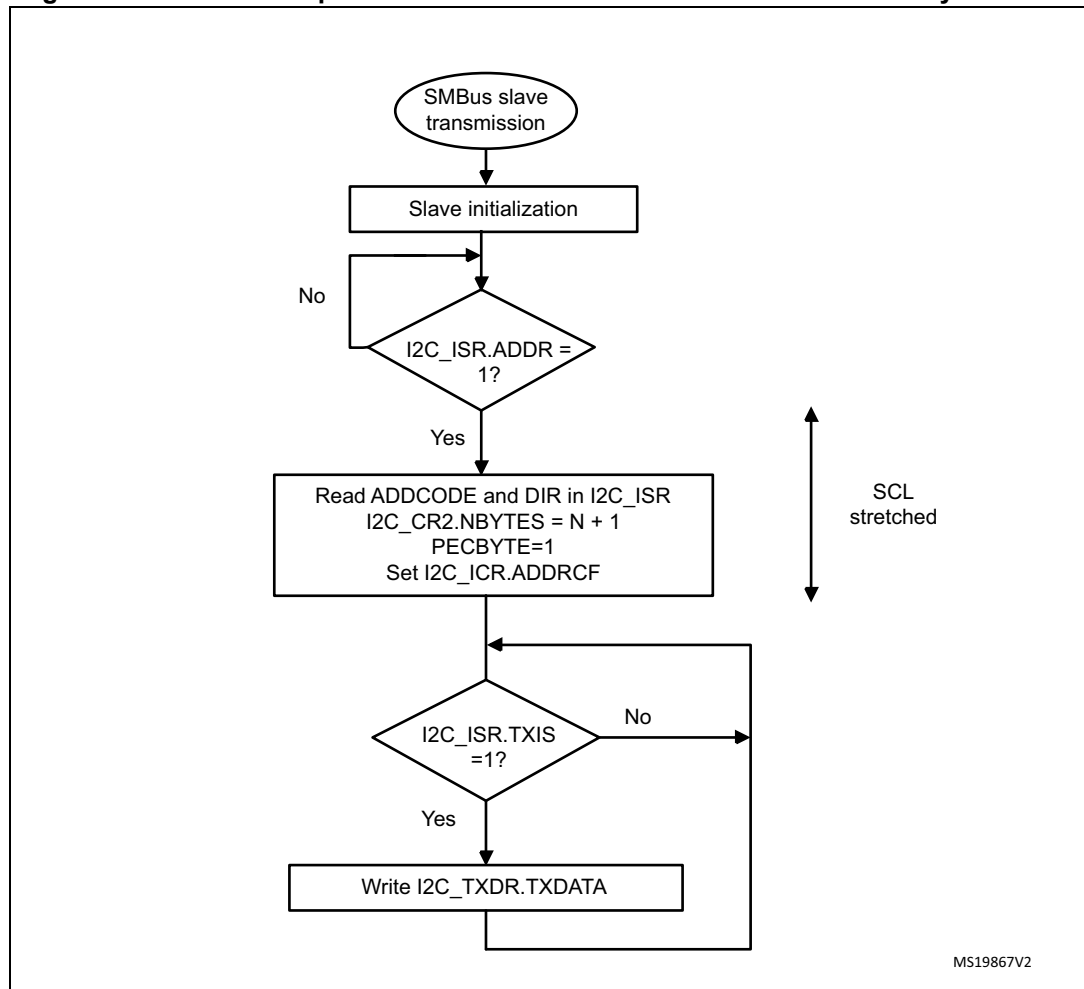 SMBus slave
transmission
Slave initialization
No
I2C_ISR.ADDR =
1?
Yes
Read ADDCODE and DIR in I2C_ISR
I2C_CR2.NBYTES = N + 1
PECBYTE=1
Set I2C_ICR.ADDRCF
SCL
stretched
I2C_ISR.TXIS
=1?
No
Yes
Write I2C_TXDR.TXDATA
MS19867V2